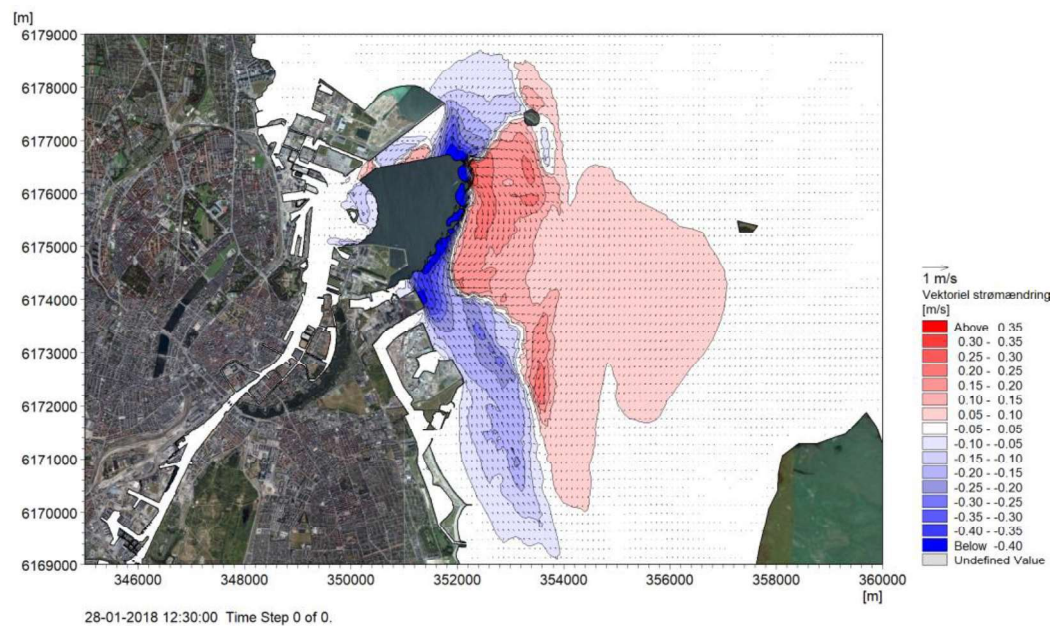 [m]
6179000
6178000
6177000
6176000
6175000
6174000
6173000
6172000
6171000
6170000
6169000
346000 348000 350000 352000 354000 356000 358000 360000
[m]
1 m/s
Vektoriel strømændring
[m/s]
Above 0.35
0.30 - 0.35
0.25 - 0.30
0.20 - 0.25
0.15 - 0.20
0.10 - 0.15
0.05 - 0.10
-0.05 - 0.05
-0.10 - -0.05
-0.15 - -0.10
-0.20 - -0.15
-0.25 - -0.20
-0.30 - -0.25
-0.35 - -0.30
-0.40 - -0.35
Below -0.40
Undefined Value
28-01-2018 12:30:00 Time Step 0 of 0.